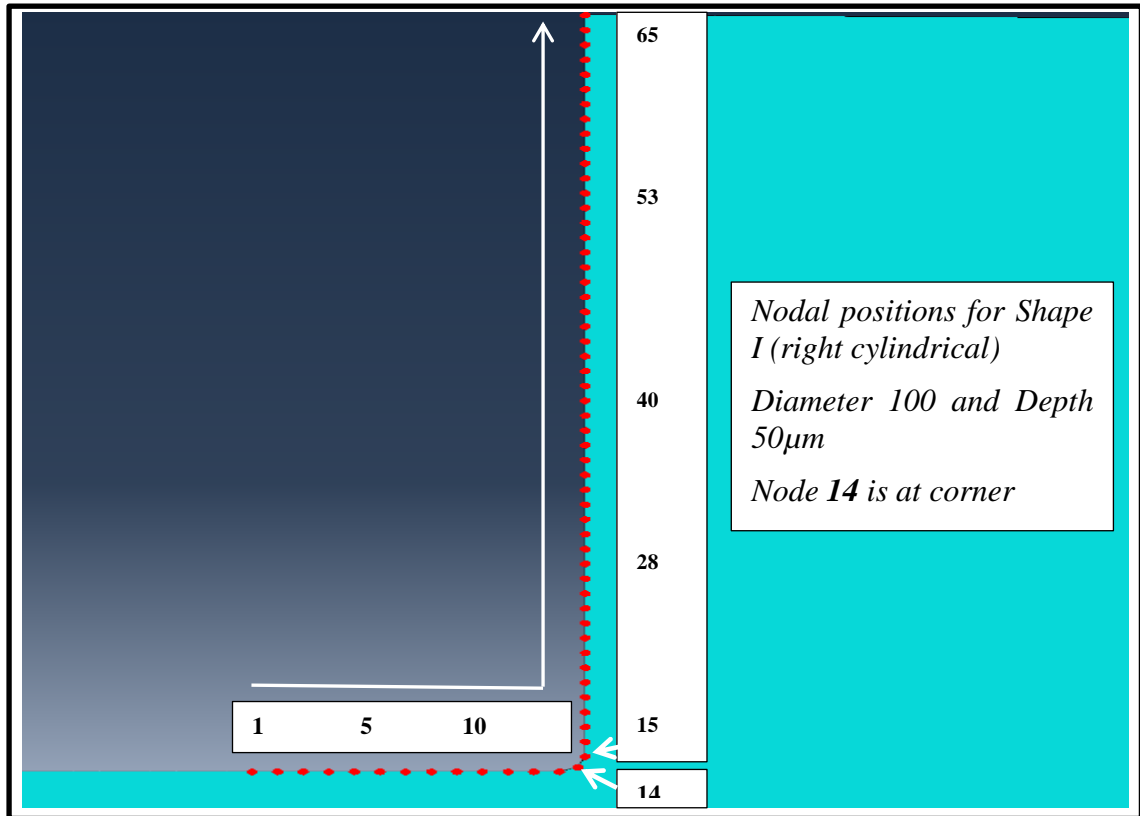 65
53
40
28
15
14
1 5 10
Nodal positions for Shape
I (right cylindrical)
Diameter 100 and Depth
50µm
Node 14 is at corner